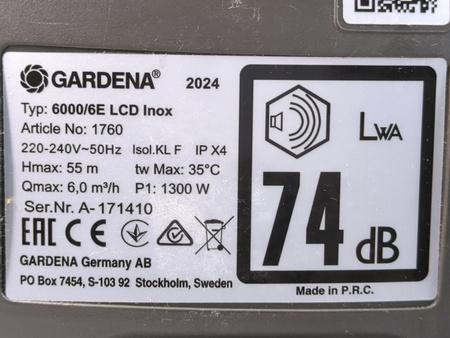 GARDENA® 2024
Typ: 6000/6E LCD Inox
Article No: 1760
220-240V~50Hz Isol.KL F IP X4
Hmax: 55 m tw Max: 35°C
Qmax: 6,0 m³/h P1: 1300 W
Ser.Nr. A-171410
EAC CE
GARDENA Germany AB
PO Box 7454, S-103 92 Stockholm, Sweden
LWA
74 dB
Made in P.R.C.